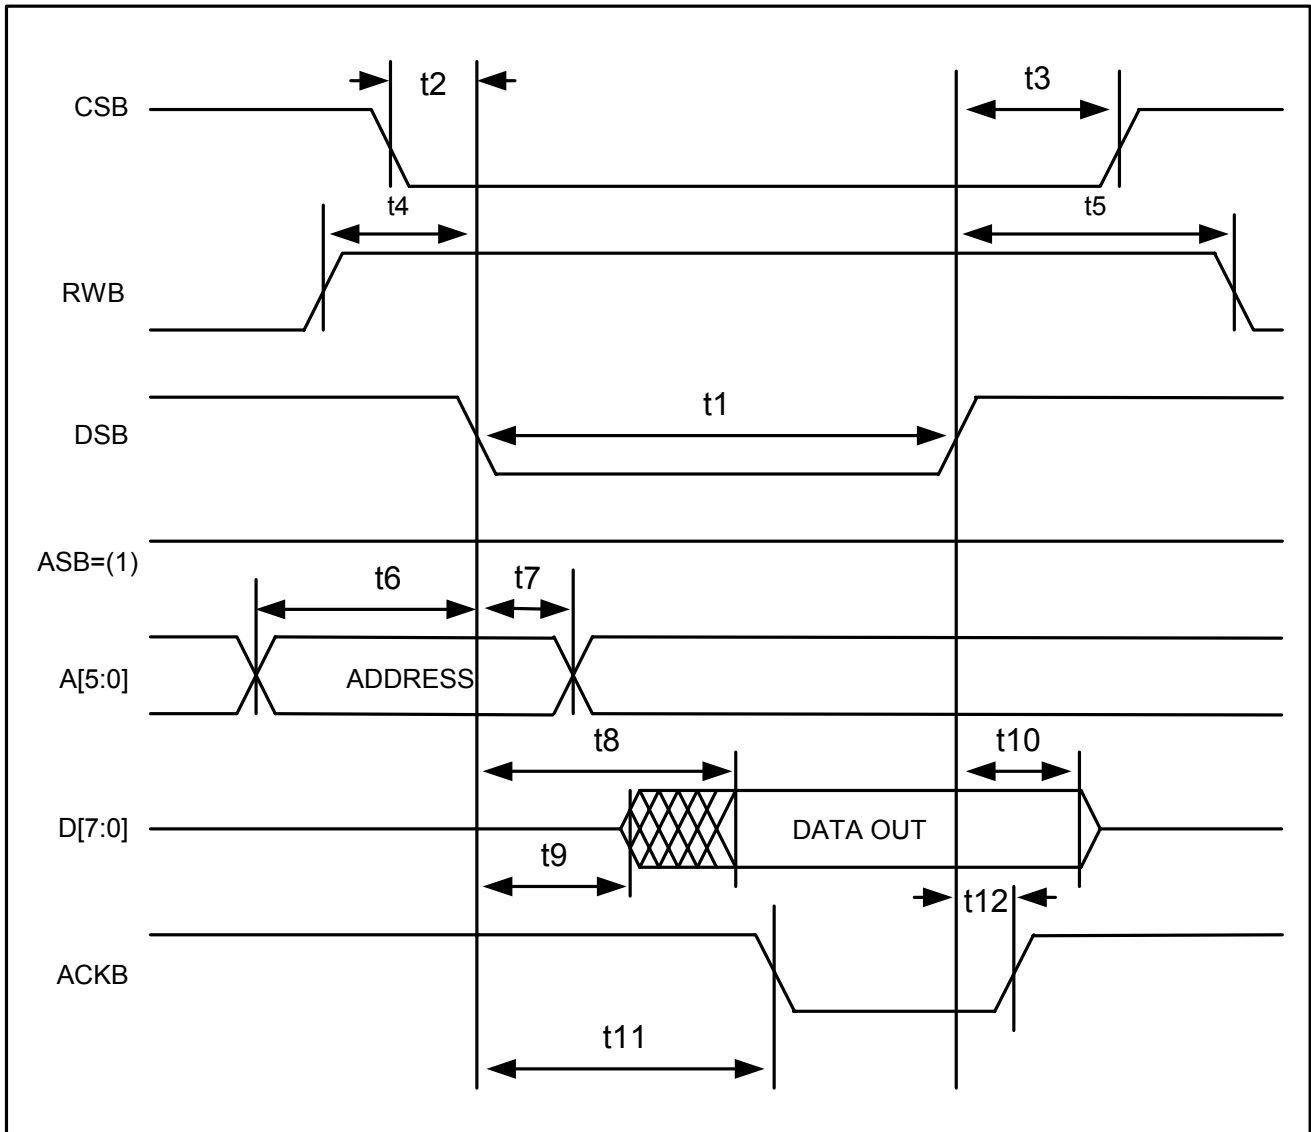 t2
t3
CSB
t4
t5
RWB
t1
DSB
ASB=(1)
t6
t7
A[5:0]
ADDRESS
t8
t10
D[7:0]
DATA OUT
t9
t12
ACKB
t11